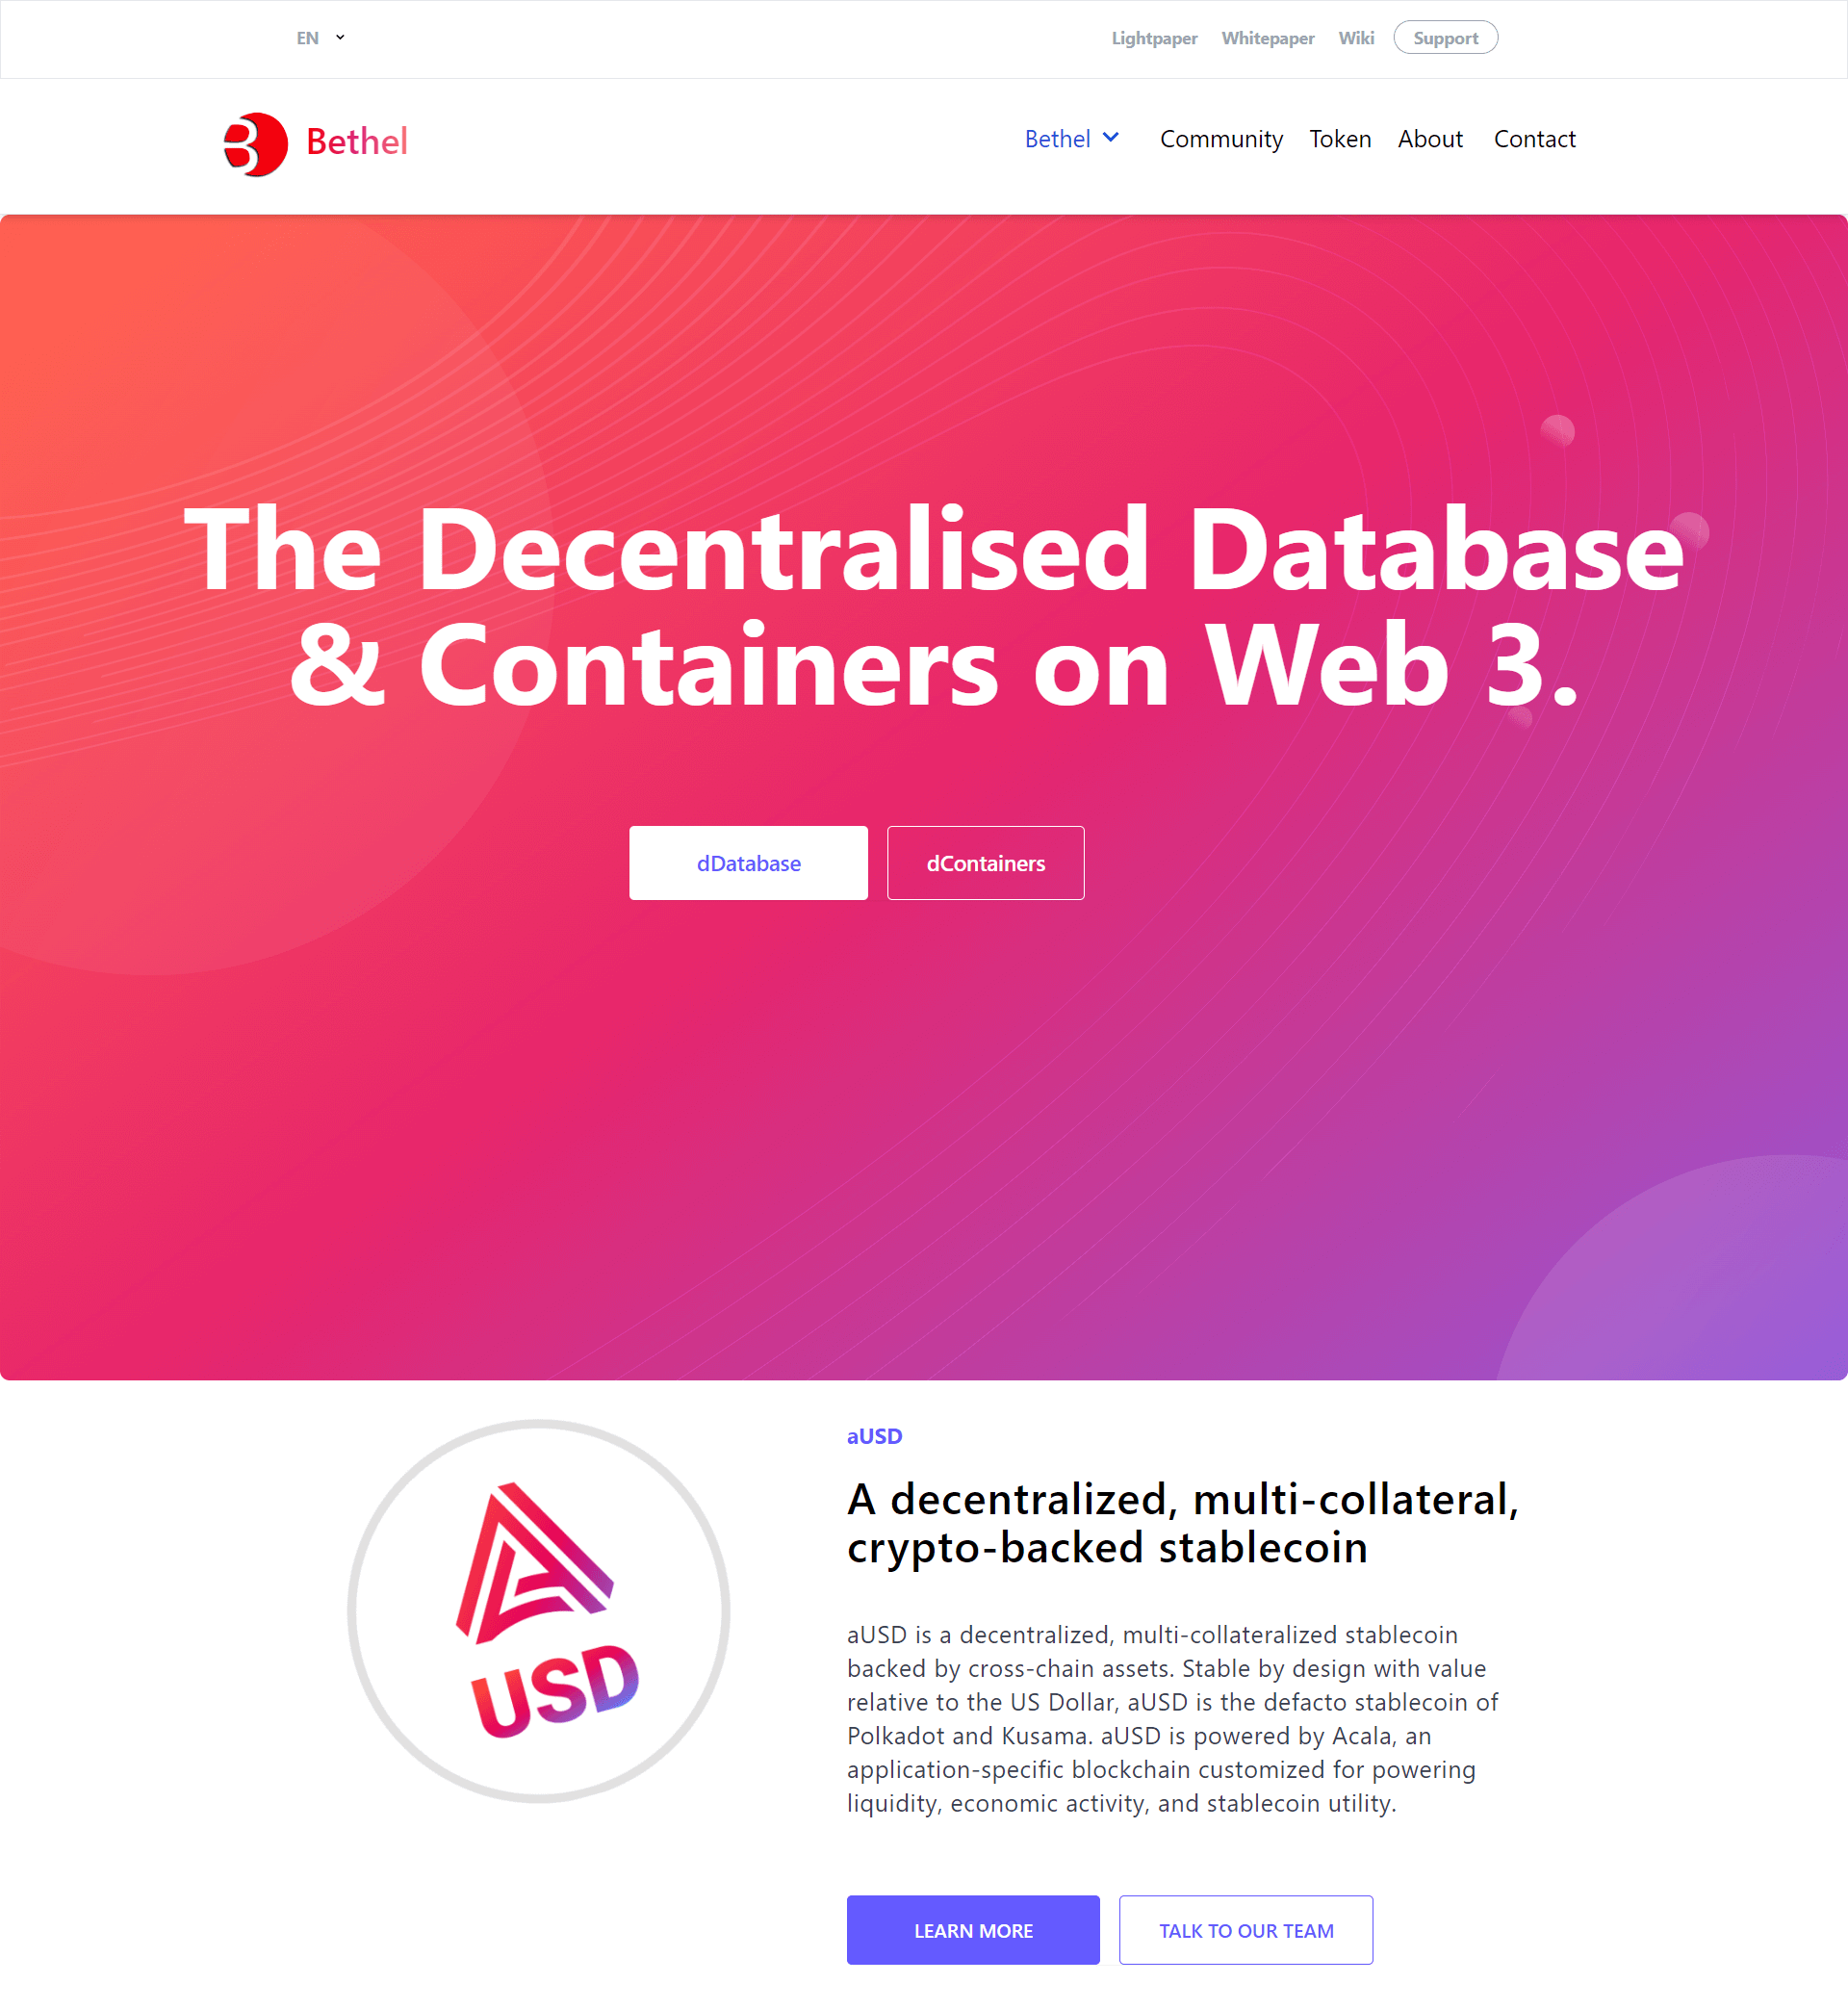 EN
Lightpaper Whitepaper Wiki Support
Bethel
Bethel Community Token About Contact
The Decentralised Database
& Containers on Web 3.
dDatabase dContainers
aUSD
A decentralized, multi-collateral,
crypto-backed stablecoin
USD
aUSD is a decentralized, multi-collateralized stablecoin
backed by cross-chain assets. Stable by design with value
relative to the US Dollar, aUSD is the defacto stablecoin of
Polkadot and Kusama. aUSD is powered by Acala, an
application-specific blockchain customized for powering
liquidity, economic activity, and stablecoin utility.
LEARN MORE TALK TO OUR TEAM